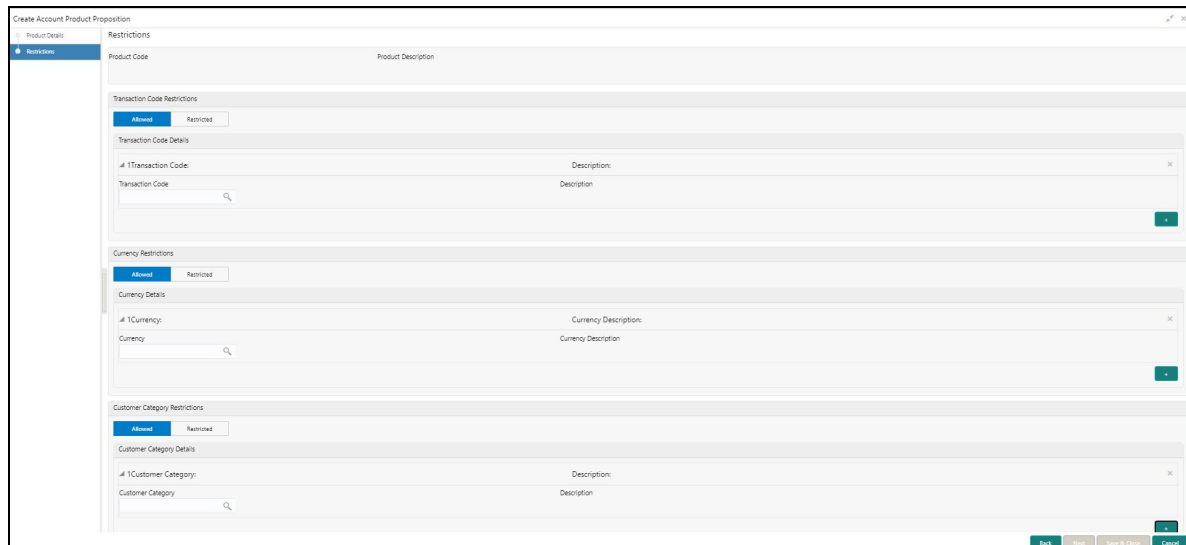 Create Account Product Proposition
Product Details
Restrictions
Restrictions
Product Code Product Description
Transaction Code Restrictions
Allowed Restricted
Transaction Code Details
1Transaction Code: Description:
Transaction Code Description
+
Currency Restrictions
Allowed Restricted
Currency Details
1Currency: Currency Description:
Currency Currency Description
+
Customer Category Restrictions
Allowed Restricted
Customer Category Details
1Customer Category: Description:
Customer Category Description
+
Back Next Save & Close Cancel